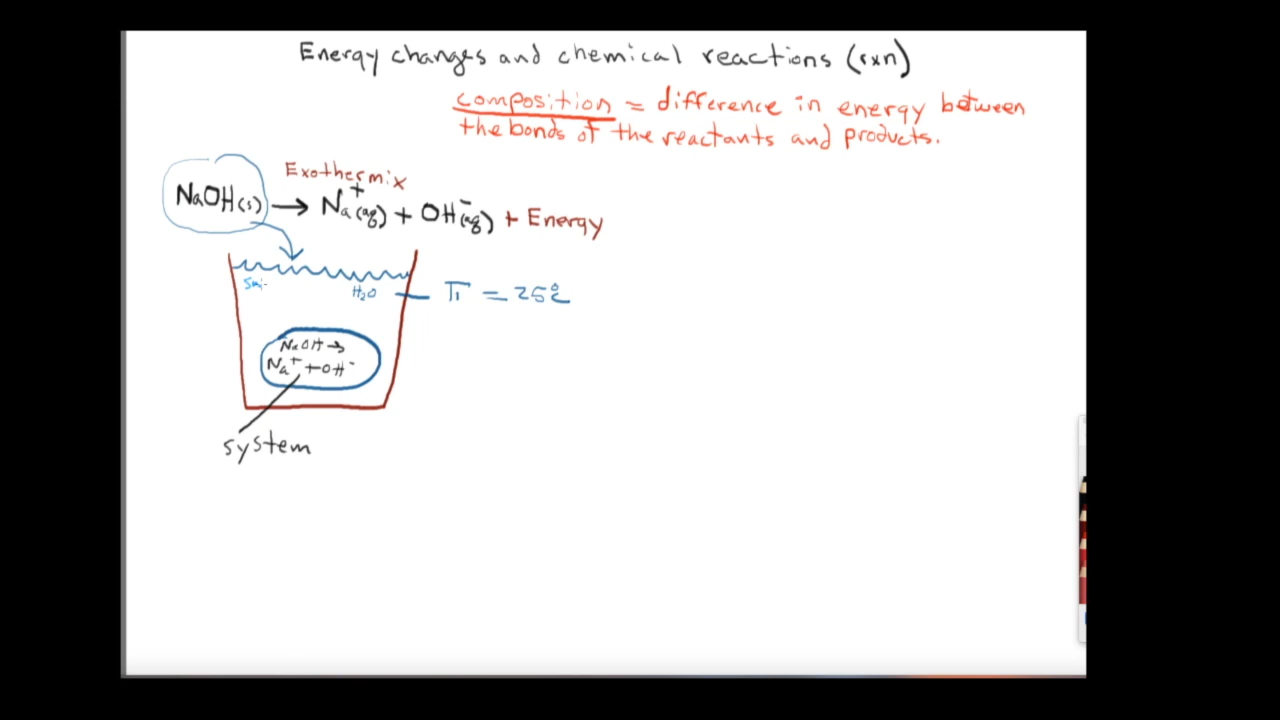 Energy changes and chemical reactions (rxn)
composition = difference in energy between
the bonds of the reactants and products.
Exothermix
NaOH(s) → Na⁺(aq) + OH⁻(aq) + Energy
H₂O
= 25°C
NaOH →
Na⁺ + OH⁻
system